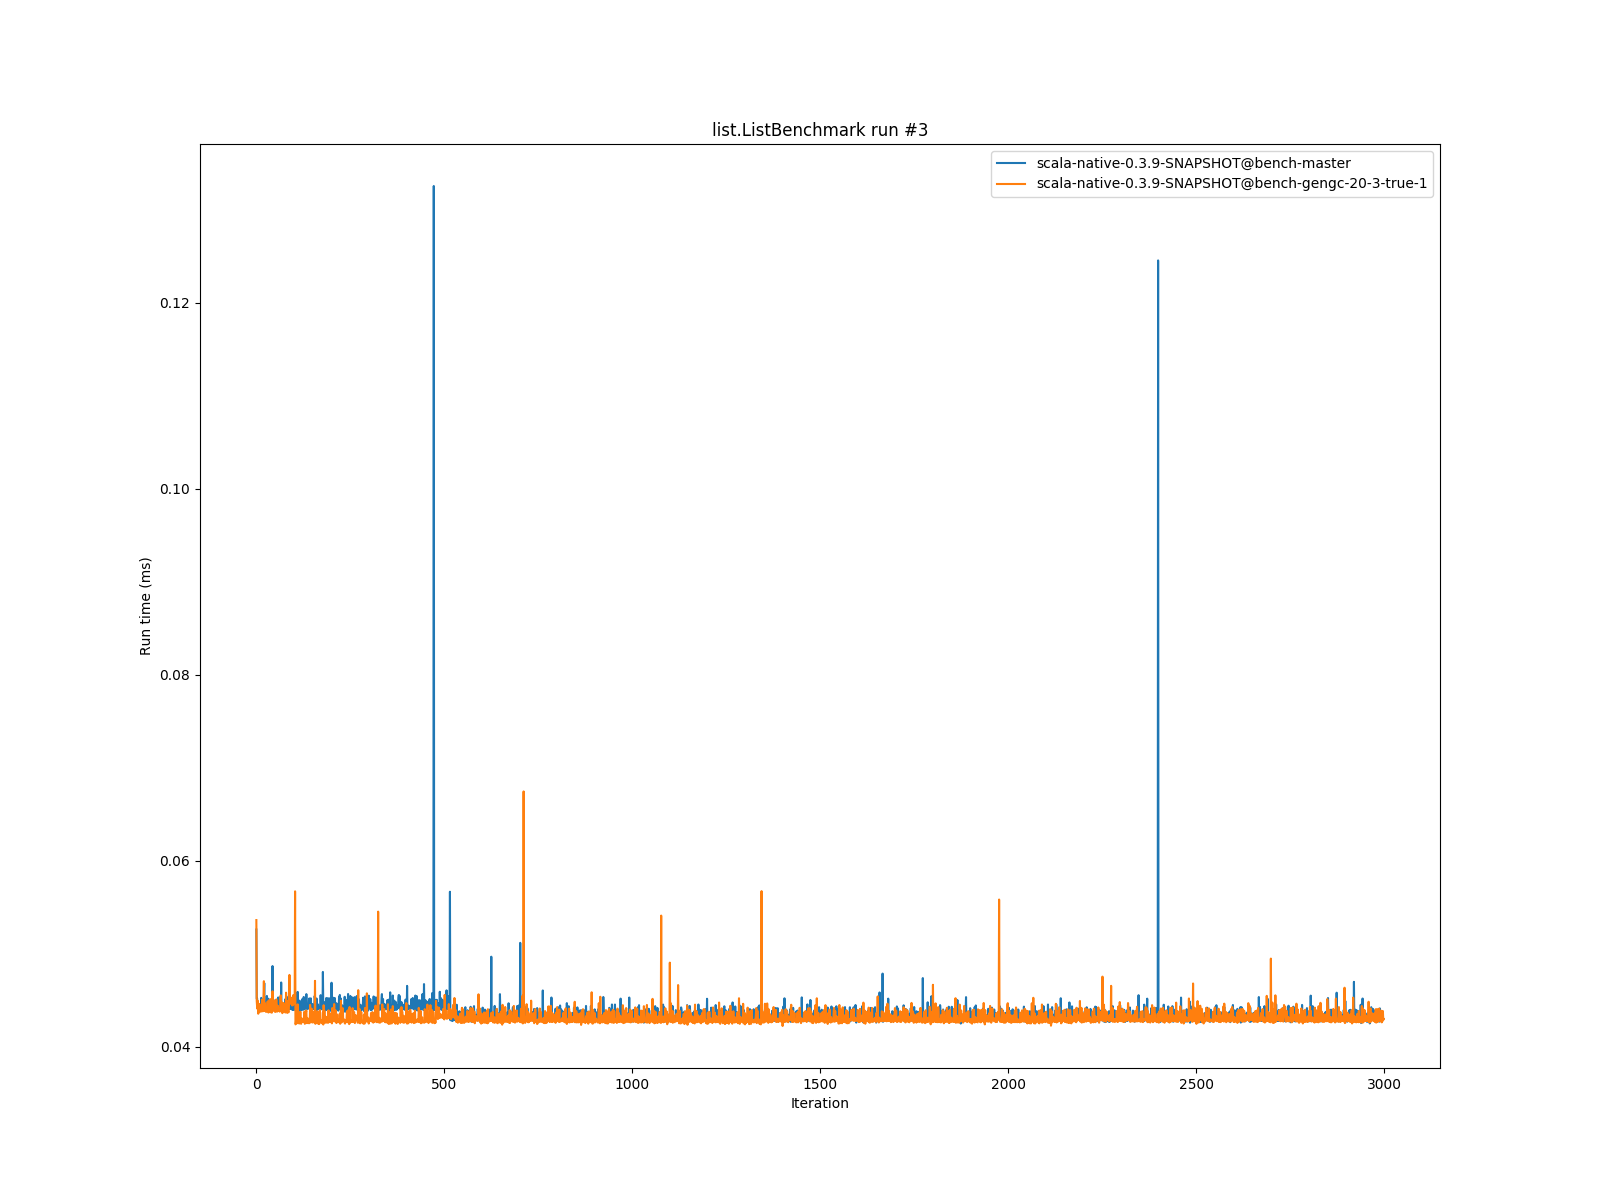 list.ListBenchmark run #3
scala-native-0.3.9-SNAPSHOT@bench-master
scala-native-0.3.9-SNAPSHOT@bench-gengc-20-3-true-1
0.12
0.10
0.08
0.06
0.04
Run time (ms)
0 500 1000 1500 2000 2500 3000
Iteration